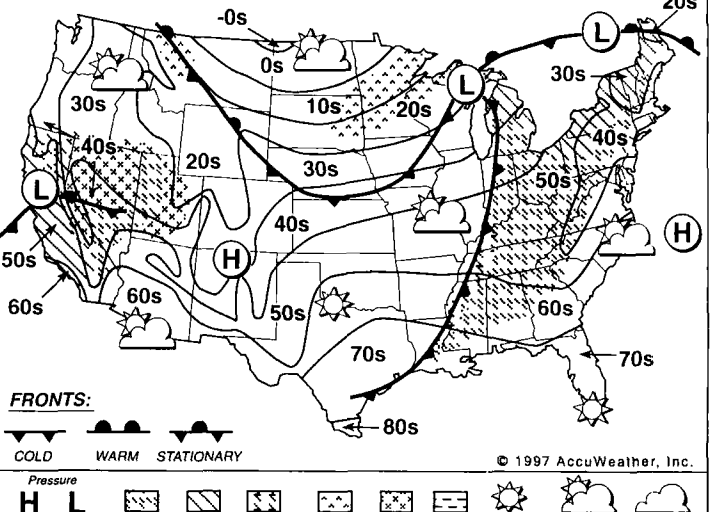 20s
-0s
L
0s
30s
L
30s
10s
20s
40s
40s
20s
30s
50s
L
40s
H
H
50s
60s
60s
50s
60s
70s
70s
80s
FRONTS:
COLD WARM STATIONARY
© 1997 AccuWeather, Inc.
Pressure
H L